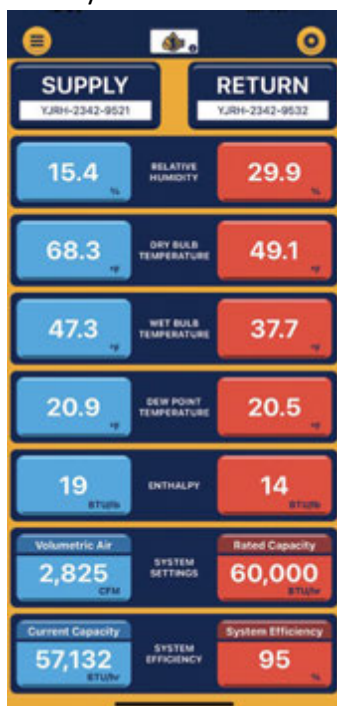 SUPPLY
YJRH-2342-9521
RETURN
YJRH-2342-9532
15.4
%
RELATIVE
HUMIDITY
29.9
%
68.3
°F
DRY BULB
TEMPERATURE
49.1
°F
47.3
°F
WET BULB
TEMPERATURE
37.7
°F
20.9
°F
DEW POINT
TEMPERATURE
20.5
°F
19
BTU/lb
ENTHALPY
14
BTU/lb
Volumetric Air
2,825
CFM
SYSTEM
SETTINGS
Rated Capacity
60,000
BTU/hr
Current Capacity
57,132
BTU/hr
SYSTEM
EFFICIENCY
System Efficiency
95
%